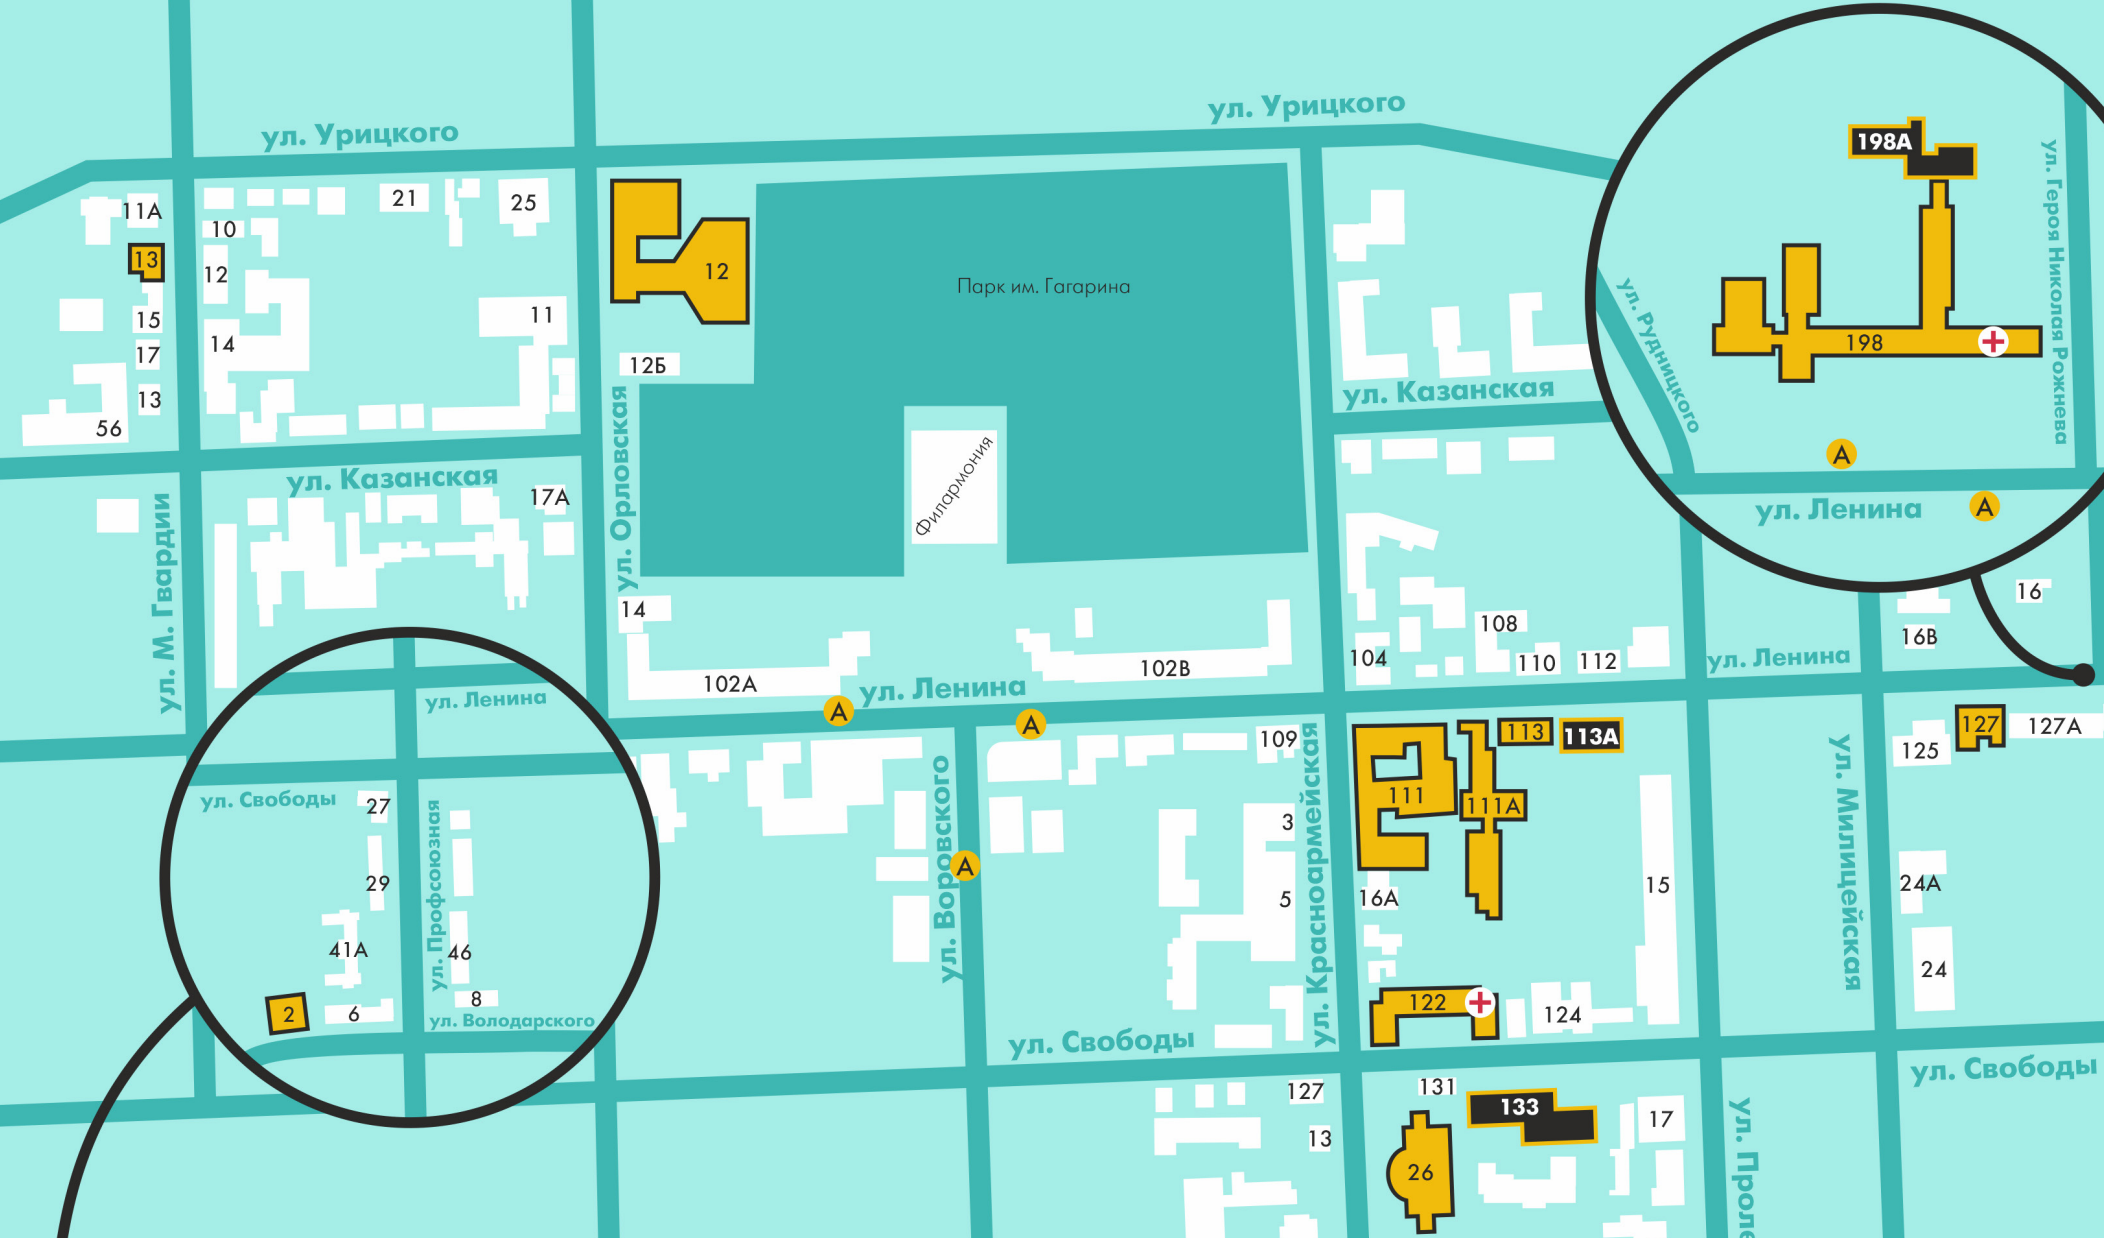 ул. Урицкого
ул. Урицкого
198А
ул. Героя Николая Рожнева
11А
21
25
10
13
12
12
Парк им. Гагарина
15
11
14
17
12Б
198
ул. Рудницкого
13
56
ул. Казанская
А
ул. Орловская
Филармония
ул. Казанская
17А
ул. Ленина
А
ул. М. Гвардии
14
108
104
110
112
16
16В
102А
102В
ул. Ленина
ул. Ленина
ул. Ленина
А
А
109
113
113А
127
127А
125
ул. Свободы
27
ул. Профсоюзная
29
41А
46
2
6
8
ул. Володарского
ул. Воровского
А
3
5
ул. Красноармейская
111
111А
16А
15
ул. Милицейская
24А
24
122
124
ул. Свободы
ул. Свободы
127
13
131
133
17
26
ул. Проле